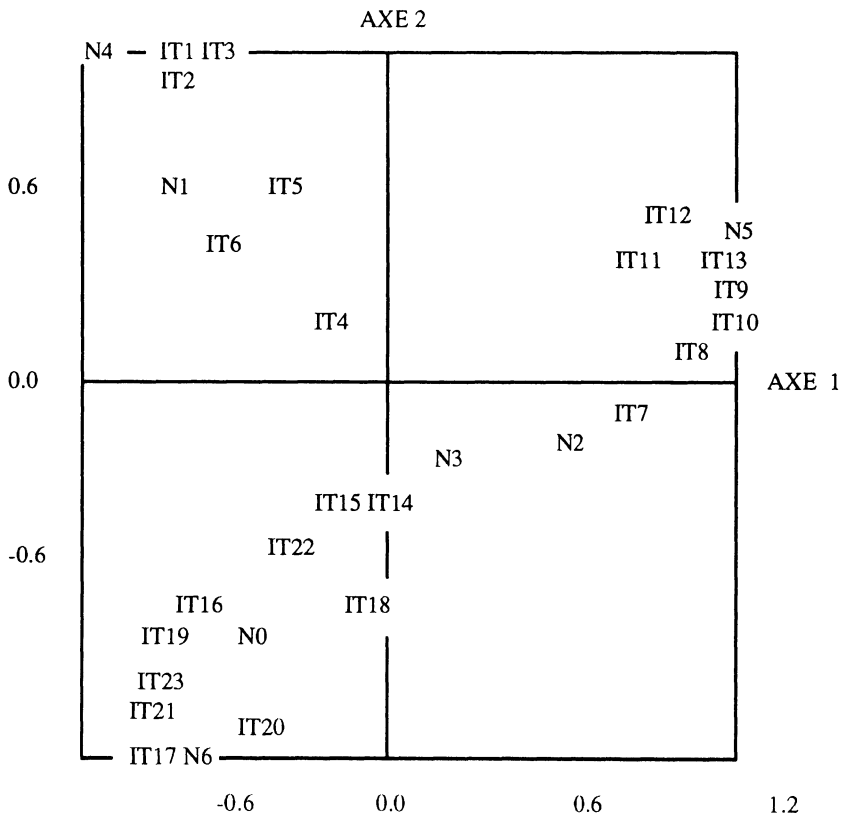 AXE 2
N4 IT1 IT3
IT2
0.6 N1 IT5
IT12
N5
IT6
IT11 IT13
IT9
IT4 IT10
IT8
0.0 AXE 1
IT7
N2
N3
IT15 IT14
-0.6 IT22
IT16 IT18
IT19 N0
IT23
IT21
IT20
IT17 N6
-0.6 0.0 0.6 1.2